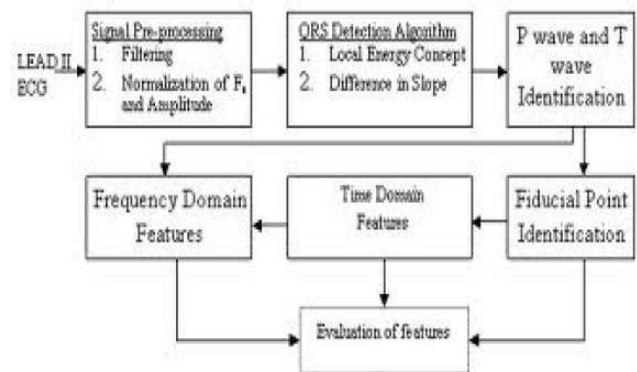 LEAD II
ECG
Signal Pre-processing
1. Filtering
2. Normalization of Fs
and Amplitude
QRS Detection Algorithm
1. Local Energy Concept
2. Difference in Slope
P wave and T
wave
Identification
Frequency Domain
Features
Time Domain
Features
Fiducial Point
Identification
Evaluation of features